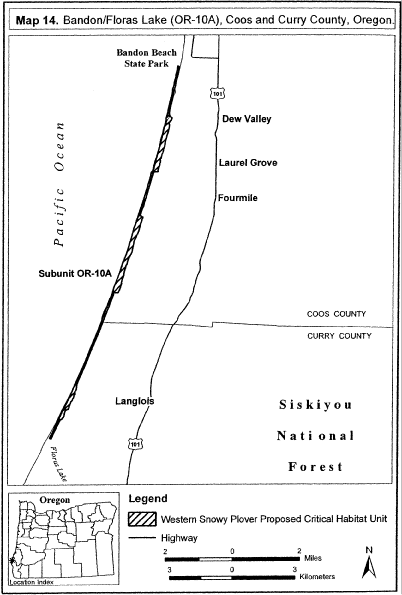 Map 14. Bandon/Floras Lake (OR-10A), Coos and Curry County, Oregon.
Bandon Beach
State Park
101
Dew Valley
Laurel Grove
Fourmile
Pacific Ocean
Subunit OR-10A
COOS COUNTY
CURRY COUNTY
Langlois
101
Siskiyou
National
Forest
Floras Lake
Oregon
Location Index
Legend
Western Snowy Plover Proposed Critical Habitat Unit
Highway
2 0 2
Miles
3 0 3
Kilometers
N